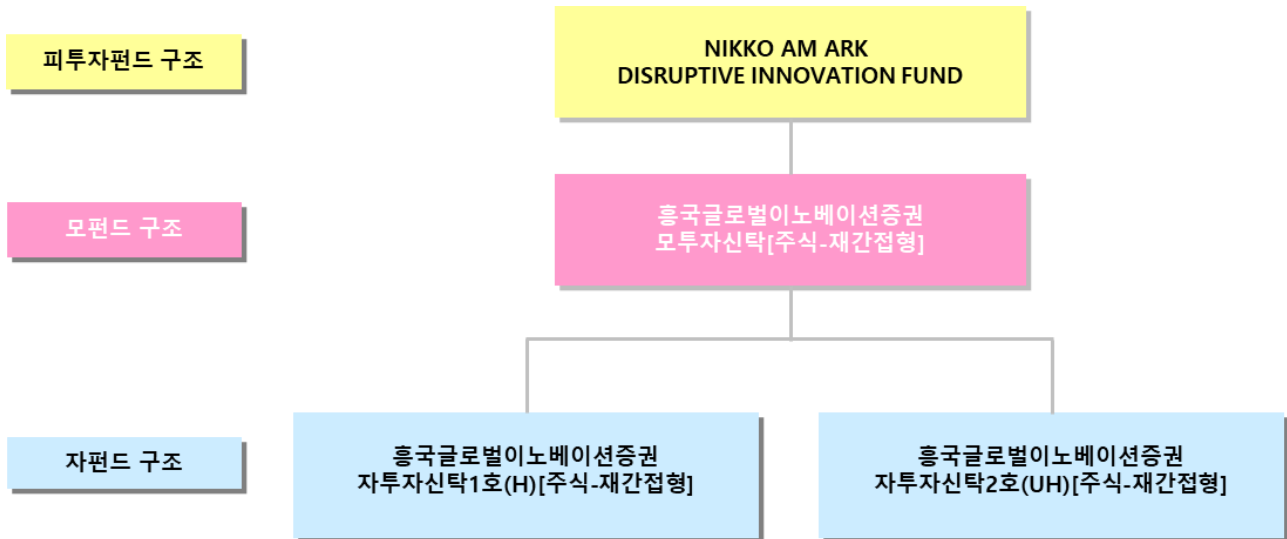 피투자펀드 구조
NIKKO AM ARK
DISRUPTIVE INNOVATION FUND
모펀드 구조
흥국글로벌이노베이션증권
모투자신탁[주식-재간접형]
자펀드 구조
흥국글로벌이노베이션증권
자투자신탁1호(H)[주식-재간접형]
흥국글로벌이노베이션증권
자투자신탁2호(UH)[주식-재간접형]